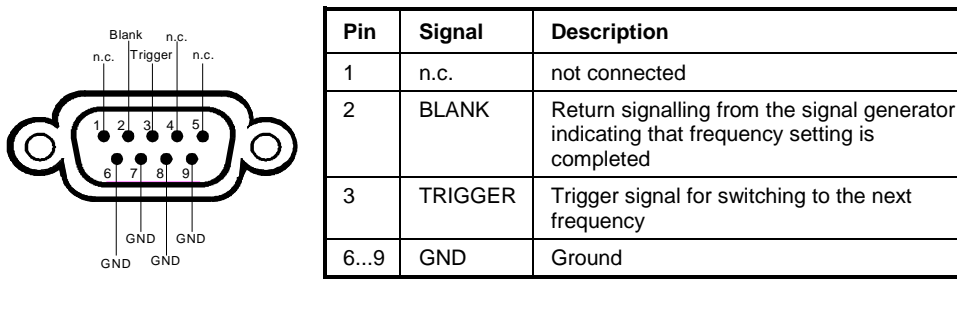 Blank
n.c.
n.c.
Trigger
n.c.
1 2 3 4 5
6 7 8 9
GND
GND
GND
GND
Pin Signal Description
1 n.c. not connected
2 BLANK Return signalling from the signal generator
indicating that frequency setting is
completed
3 TRIGGER Trigger signal for switching to the next
frequency
6...9 GND Ground